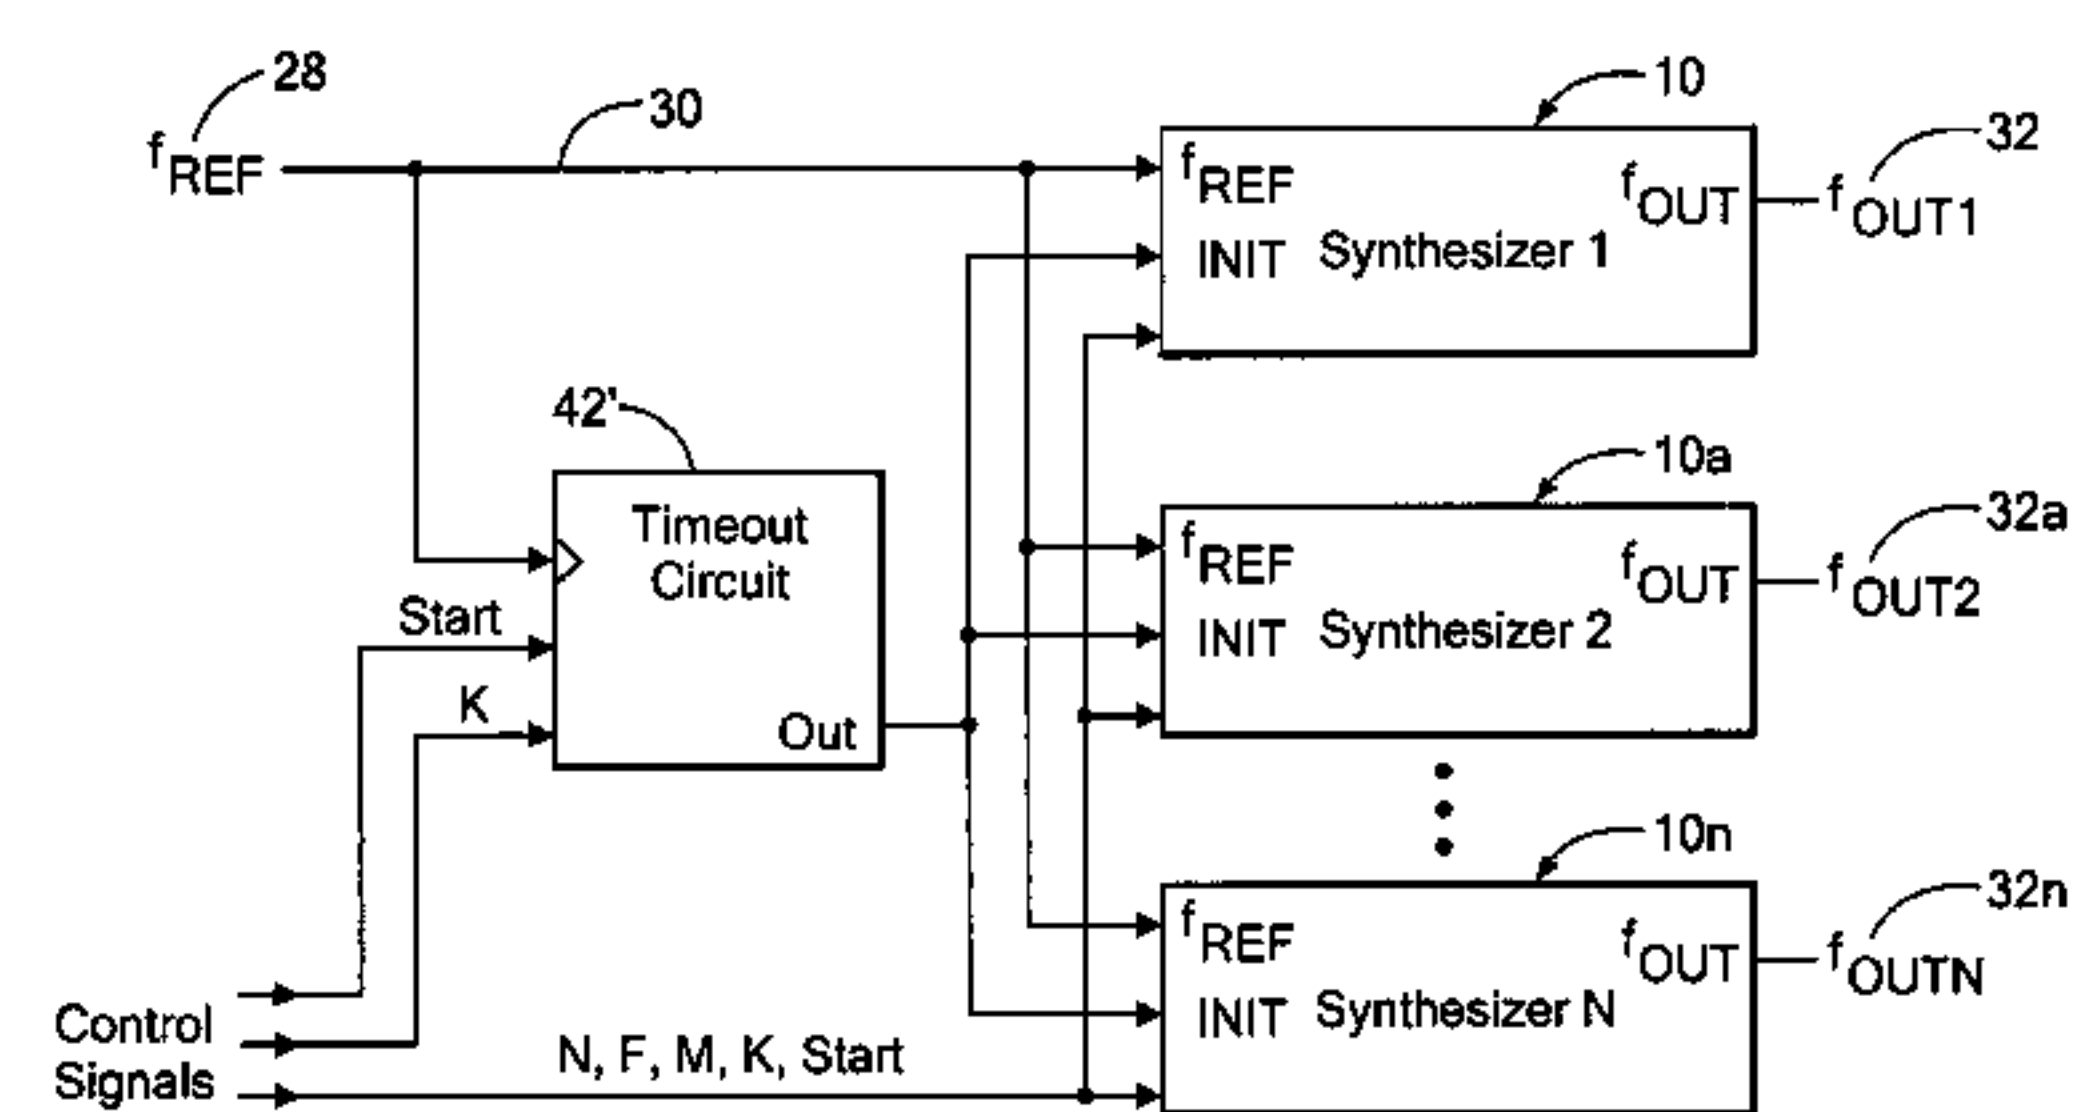 28
fREF
30
10
fREF
fOUT
INIT Synthesizer 1
32
fOUT1
42'
Timeout
Circuit
Start
K
Out
10a
fREF
fOUT
INIT Synthesizer 2
32a
fOUT2
10n
fREF
fOUT
INIT Synthesizer N
32n
fOUTN
Control
Signals
N, F, M, K, Start